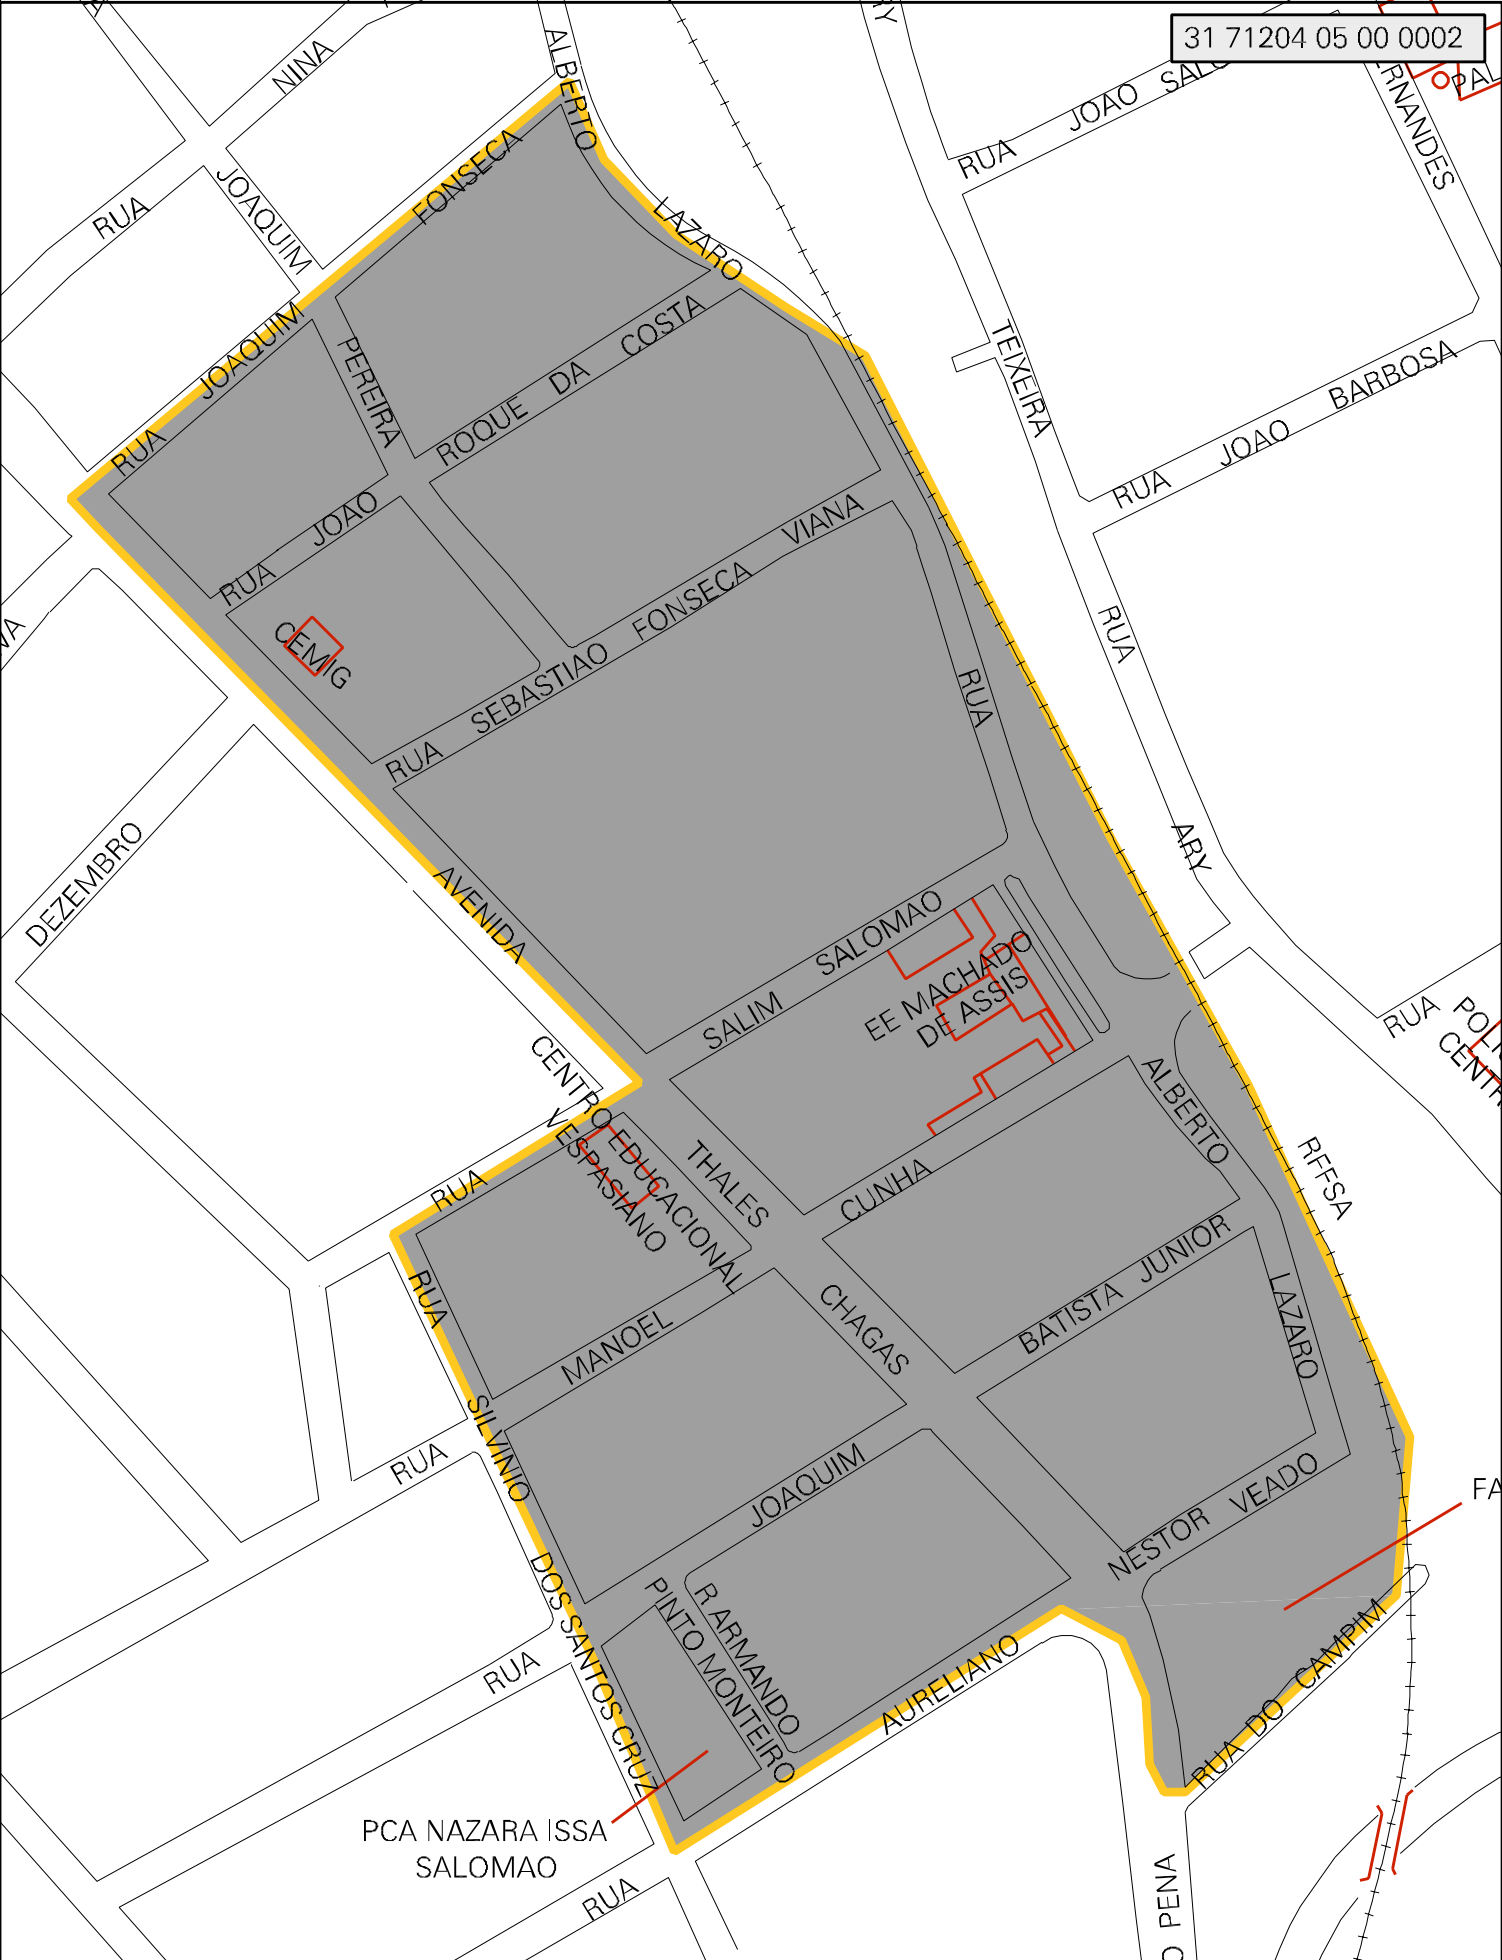 31 71204 05 00 0002
NINA
ALBERTO
RUA JOAO
RUA
JOAQUIM
FONSECA
LAZARO
JOAQUIM
RUA
PEREIRA
ROQUE DA COSTA
RUA JOAO
TEIXEIRA
RUA JOAO BARBOSA
CEMIG
RUA SEBASTIAO FONSECA VIANA
RUA
RUA
ARY
DEZEMBRO
AVENIDA
SALIM SALOMAO
EE MACHADO
DE ASSIS
RUA
CENTRO EDUCACIONAL
VESPASIANO
RUA
THALES
CUNHA
ALBERTO
RFFSA
RUA
MANOEL
CHAGAS
BATISTA JUNIOR
LAZARO
SILVINIO
RUA
JOAQUIM
NESTOR VEADO
DOS SANTOS CRUZ
R ARMANDO
PINTO MONTEIRO
RUA
AURELIANO
RUA DO CAMPIM
PCA NAZARA ISSA
SALOMAO
RUA
PENA